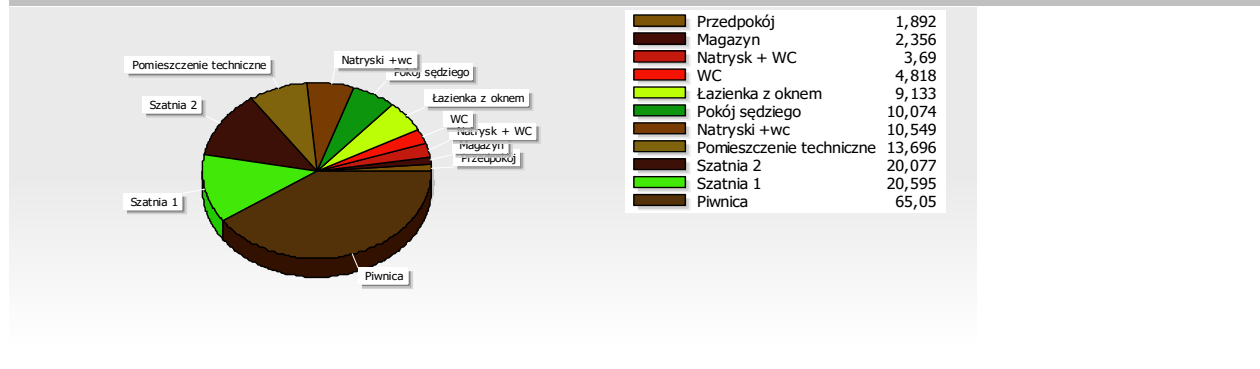 Natryski +wc
Pomieszczenie techniczne
Pokój sędziego
Szatnia 2
Łazienka z oknem
WC
Natrysk + WC
Magazyn
Przedpokój
Szatnia 1
Piwnica
Przedpokój 1,892
Magazyn 2,356
Natrysk + WC 3,69
WC 4,818
Łazienka z oknem 9,133
Pokój sędziego 10,074
Natryski +wc 10,549
Pomieszczenie techniczne 13,696
Szatnia 2 20,077
Szatnia 1 20,595
Piwnica 65,05